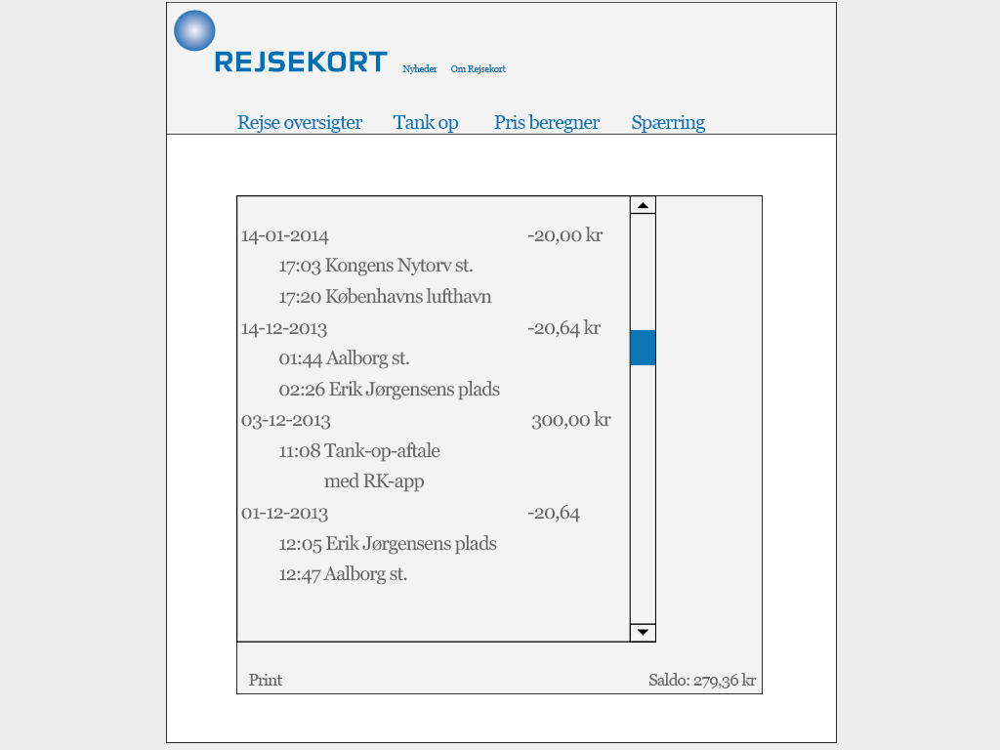 REJSEKORT
Nyheder Om Rejsekort
Rejse oversigter Tank op Pris beregner Spærring
14-01-2014 -20,00 kr
17:03 Kongens Nytorv st.
17:20 Københavns lufthavn
14-12-2013 -20,64 kr
01:44 Aalborg st.
02:26 Erik Jørgensens plads
03-12-2013 300,00 kr
11:08 Tank-op-aftale
med RK-app
01-12-2013 -20,64
12:05 Erik Jørgensens plads
12:47 Aalborg st.
Print Saldo: 279,36 kr